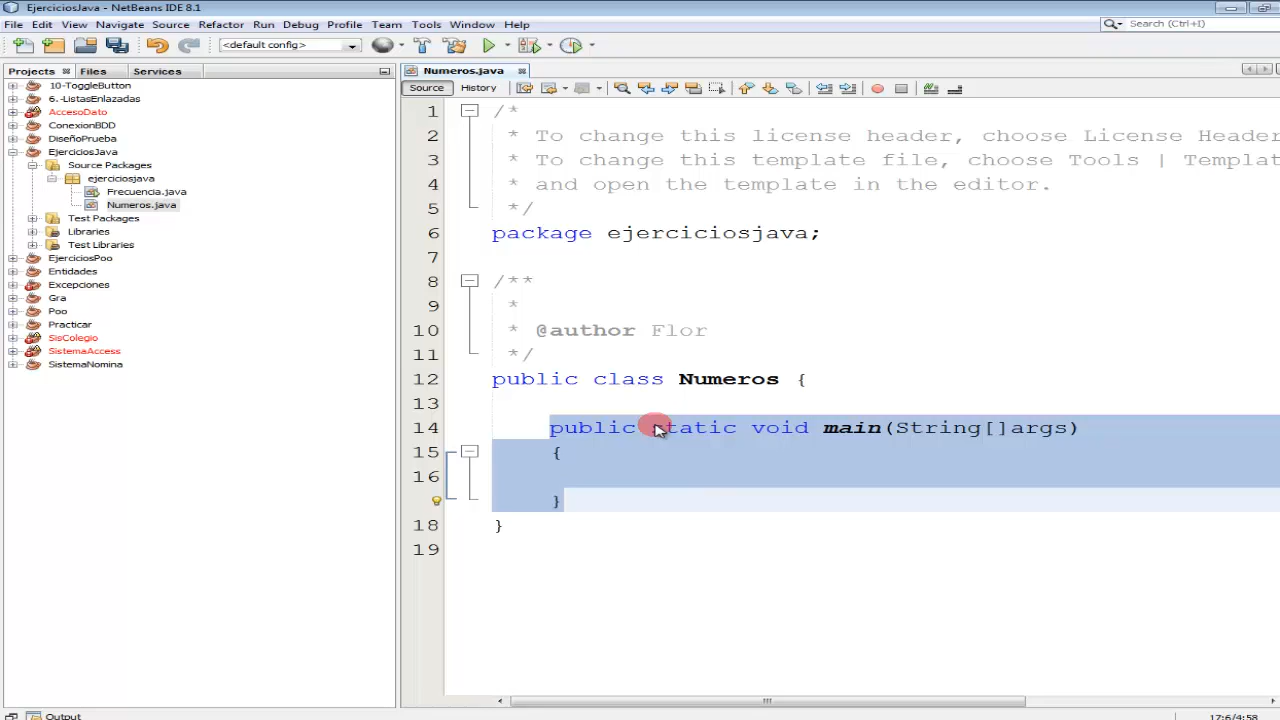 EjerciciosJava - NetBeans IDE 8.1
File Edit View Navigate Source Refactor Run Debug Profile Team Tools Window Help
Search (Ctrl+I)
<default config>
Projects Files Services
10-ToggleButton
6.-ListasEnlazadas
AccesoDato
ConexionBDD
DiseñoPrueba
EjerciciosJava
Source Packages
ejerciciosjava
Frecuencia.java
Numeros.java
Test Packages
Libraries
Test Libraries
EjerciciosPoo
Entidades
Excepciones
Gra
Poo
Practicar
SisColegio
SistemaAccess
SistemaNomina
Numeros.java
Source History
1 /*
2 * To change this license header, choose License Header
3 * To change this template file, choose Tools | Templat
4 * and open the template in the editor.
5 */
6 package ejerciciosjava;
7
8 /**
9 *
10 * @author Flor
11 */
12 public class Numeros {
13
14 public static void main(String[]args)
15 {
16
}
18 }
19
Output
17:6/4:58